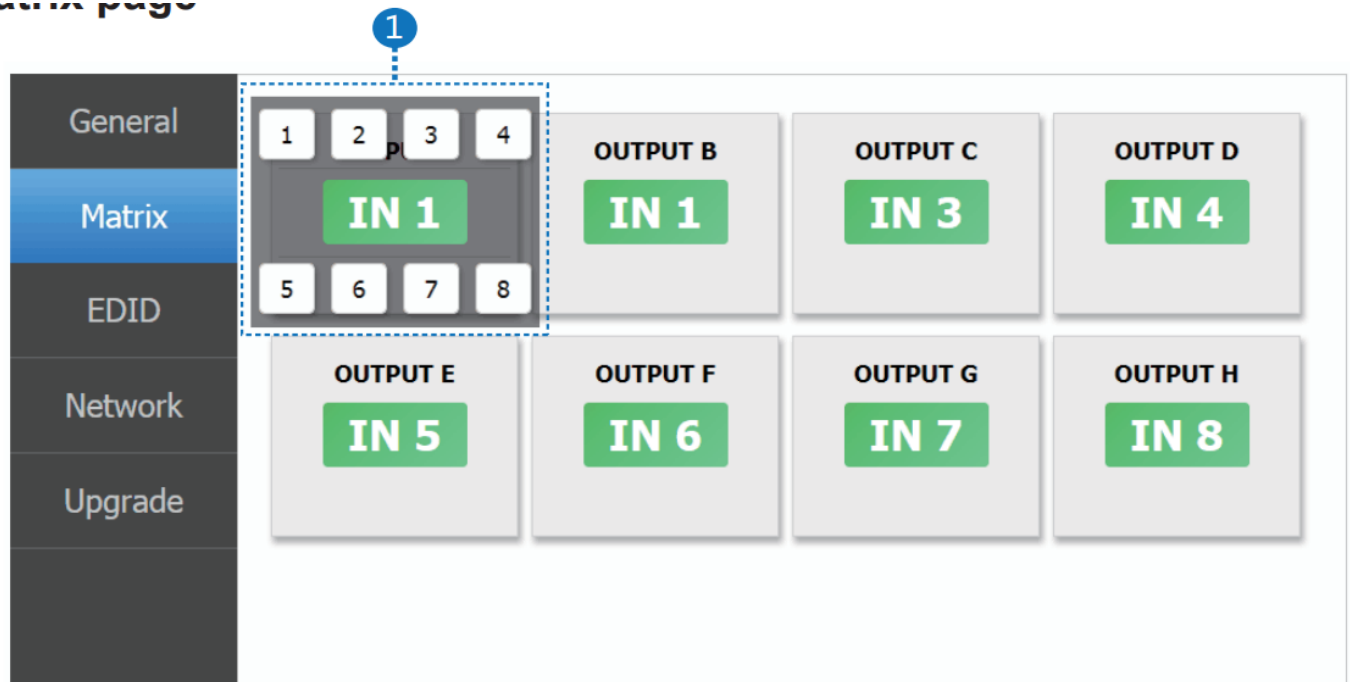 page
1
General
Matrix
EDID
Network
Upgrade
1 2 3 4
IN 1
5 6 7 8
OUTPUT B
IN 1
OUTPUT C
IN 3
OUTPUT D
IN 4
OUTPUT E
IN 5
OUTPUT F
IN 6
OUTPUT G
IN 7
OUTPUT H
IN 8